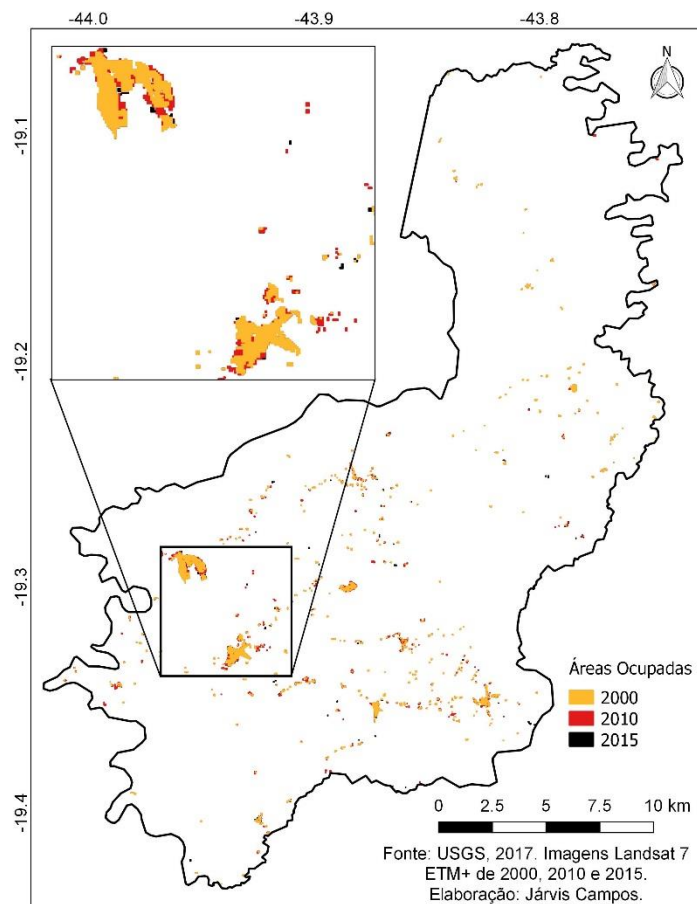 -44.0
-43.9
-43.8
N
-19.1
-19.2
-19.3
-19.4
Áreas Ocupadas
2000
2010
2015
0 2.5 5 7.5 10 km
Fonte: USGS, 2017. Imagens Landsat 7
ETM+ de 2000, 2010 e 2015.
Elaboração: Járvis Campos.